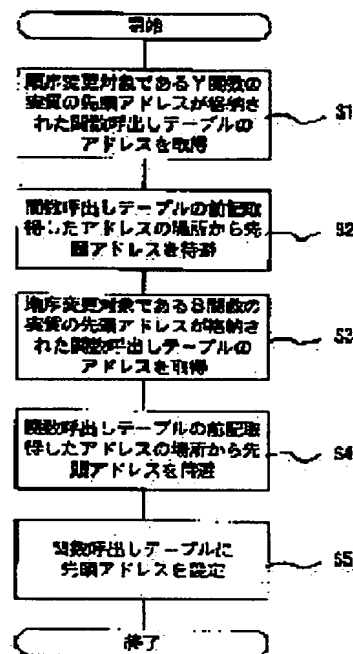 開始
順序変更対象であるY関数の
実質の先頭アドレスが格納さ
れた関数呼出しテーブルの
アドレスを取得
S1
関数呼出しテーブルの前記取
得したアドレスの場所から先
頭アドレスを待避
S2
順序変更対象であるB関数の
実質の先頭アドレスが格納さ
れた関数呼出しテーブルの
アドレスを取得
S3
関数呼出しテーブルの前記取
得したアドレスの場所から先
頭アドレスを待避
S4
関数呼出しテーブルに
先頭アドレスを設定
S5
終了